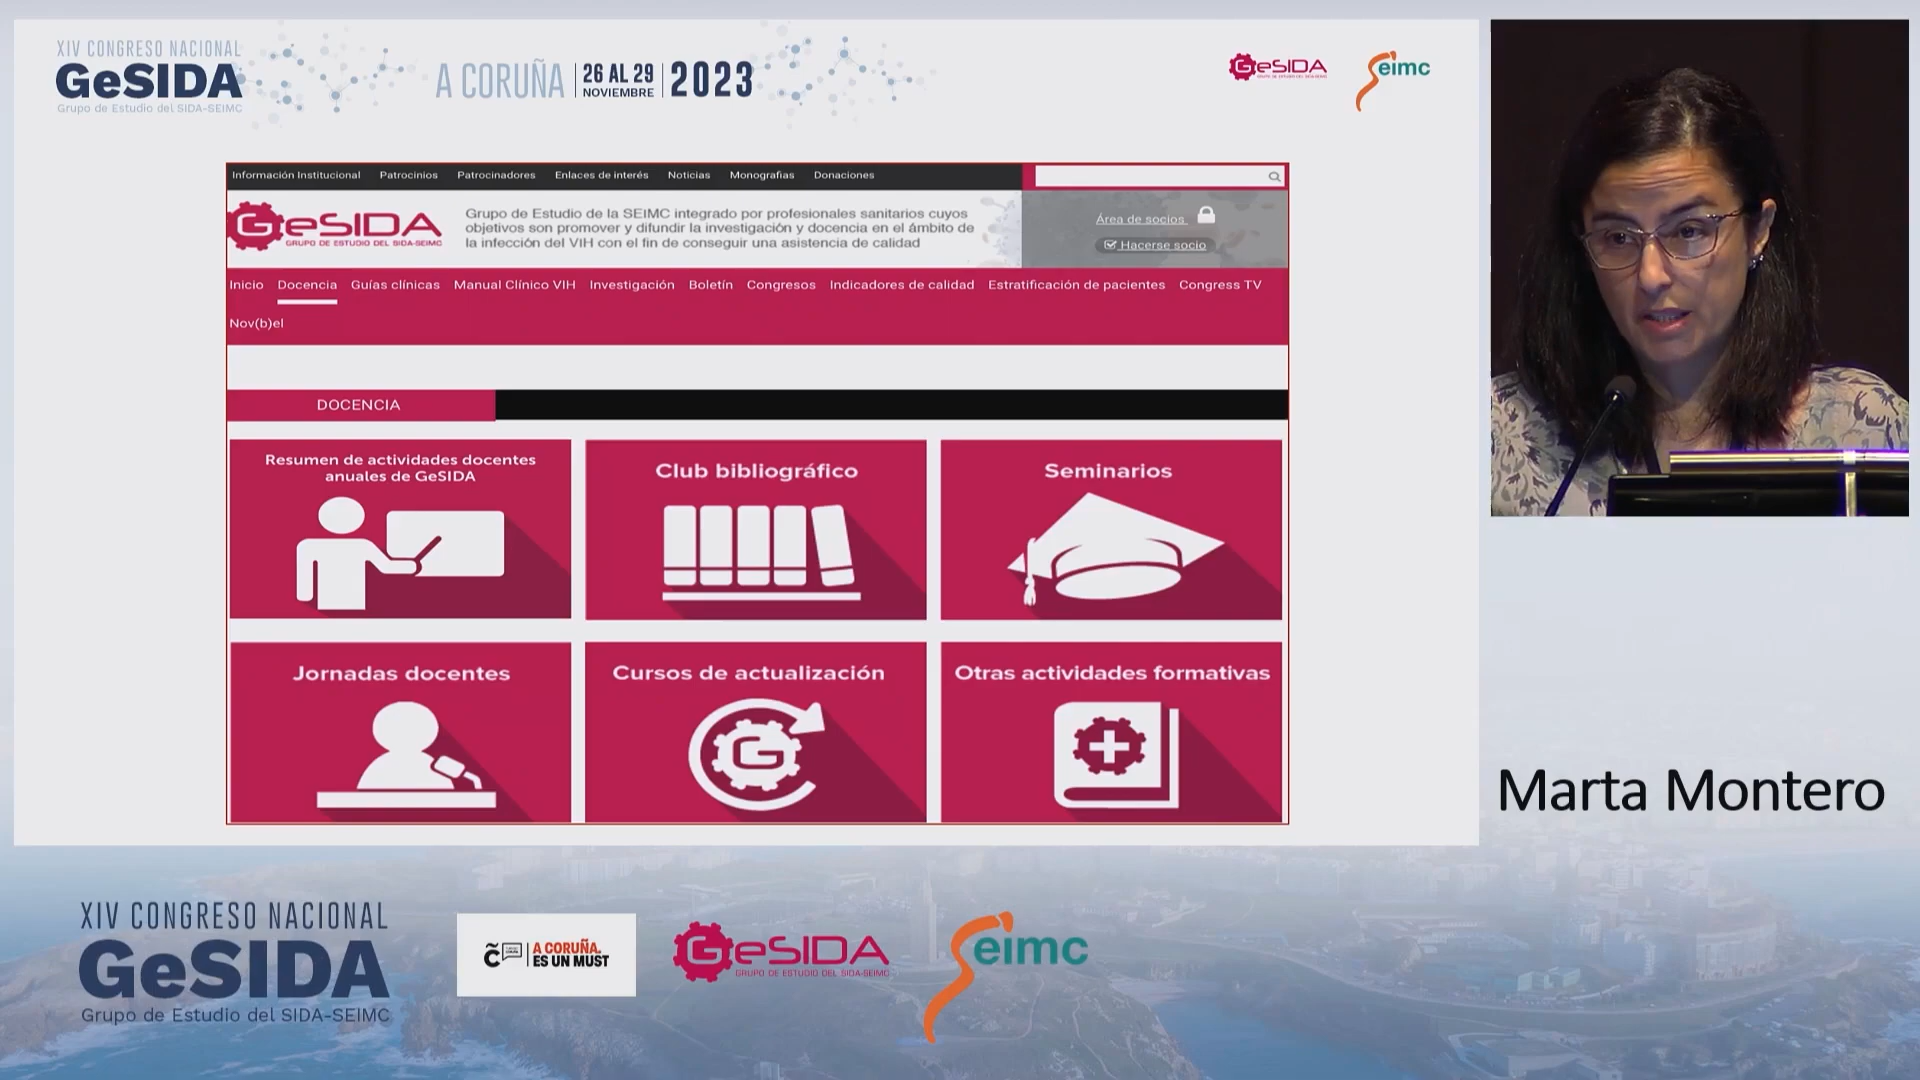 XIV CONGRESO NACIONAL
GeSIDA
Grupo de Estudio del SIDA-SEIMC
A CORUÑA
26 AL 29
NOVIEMBRE
2023
GeSIDA
GRUPO DE ESTUDIO DEL SIDA-SEIMC
Seimc
Información Institucional Patrocinios Patrocinadores Enlaces de interés Noticias Monografias Donaciones
GeSIDA
GRUPO DE ESTUDIO DEL SIDA-SEIMC
Grupo de Estudio de la SEIMC integrado por profesionales sanitarios cuyos
objetivos son promover y difundir la investigación y docencia en el ámbito de
la infección del VIH con el fin de conseguir una asistencia de calidad
Área de socios
Hacerse socio
Inicio Docencia Guías clínicas Manual Clínico VIH Investigación Boletín Congresos Indicadores de calidad Estratificación de pacientes Congress TV
Nov(b)el
DOCENCIA
Resumen de actividades docentes
anuales de GeSIDA
Club bibliográfico
Seminarios
Jornadas docentes
Cursos de actualización
G
Otras actividades formativas
Marta Montero
XIV CONGRESO NACIONAL
GeSIDA
Grupo de Estudio del SIDA-SEIMC
A CORUÑA.
ES UN MUST
GeSIDA
GRUPO DE ESTUDIO DEL SIDA-SEIMC
Seimc